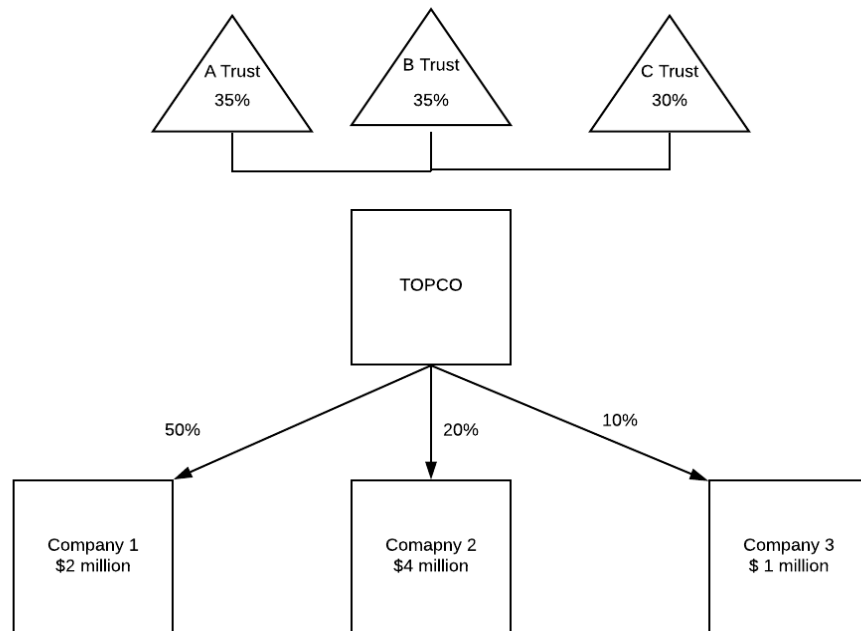 A Trust
35%
B Trust
35%
C Trust
30%
TOPCO
50%
20%
10%
Company 1
$2 million
Comapny 2
$4 million
Company 3
$ 1 million